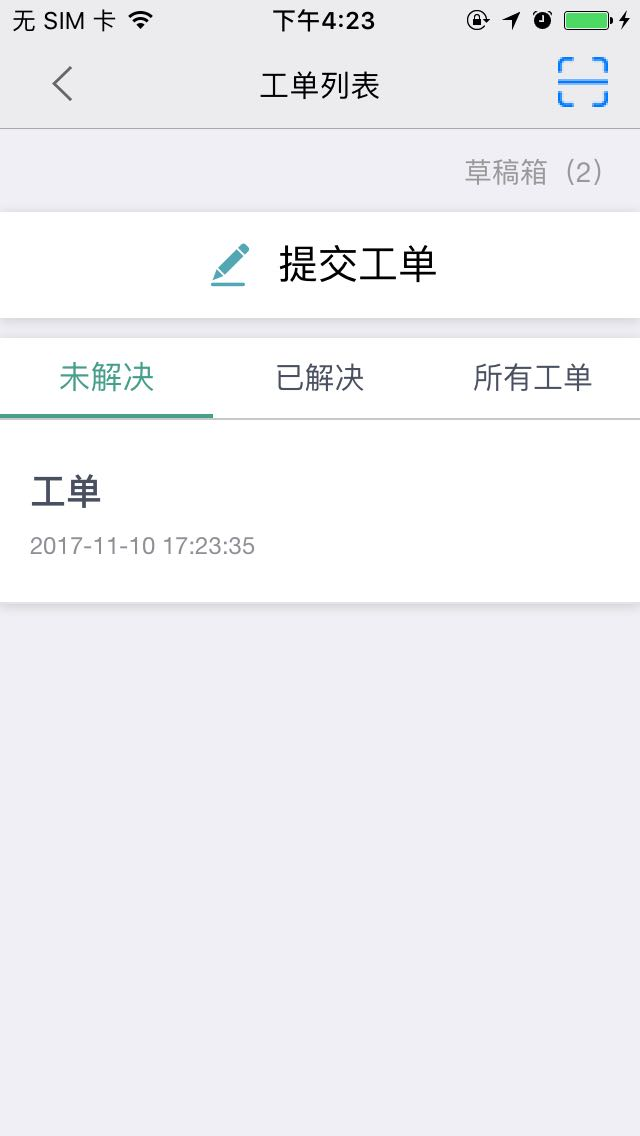 无 SIM 卡 下午4:23
工单列表
草稿箱（2）
提交工单
未解决 已解决 所有工单
工单
2017-11-10 17:23:35